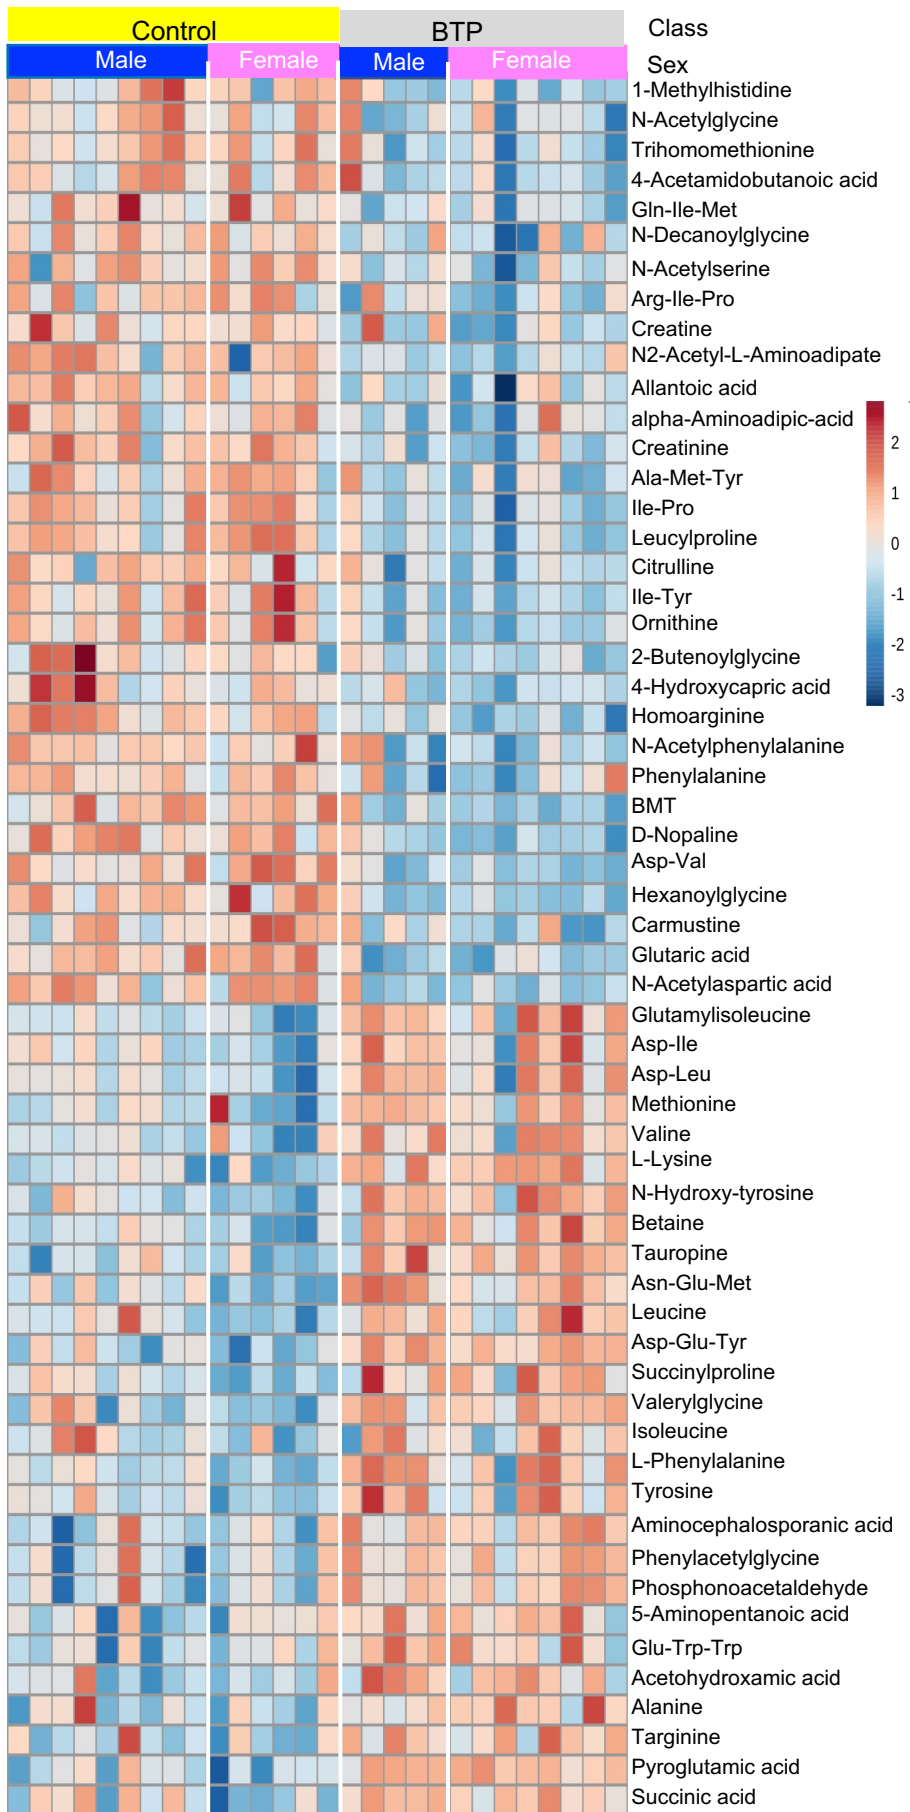 Control BTP Class
Male Female Male Female Sex
1-Methylhistidine
N-Acetylglycine
Trihomomethionine
4-Acetamidobutanoic acid
Gln-Ile-Met
N-Decanoylglycine
N-Acetylserine
Arg-Ile-Pro
Creatine
N2-Acetyl-L-Aminoadipate
Allantoic acid
alpha-Aminoadipic-acid
Creatinine
Ala-Met-Tyr
Ile-Pro
Leucylproline
Citrulline
Ile-Tyr
Ornithine
2-Butenoylglycine
4-Hydroxycapric acid
Homoarginine
N-Acetylphenylalanine
Phenylalanine
BMT
D-Nopaline
Asp-Val
Hexanoylglycine
Carmustine
Glutaric acid
N-Acetylaspartic acid
Glutamylisoleucine
Asp-Ile
Asp-Leu
Methionine
Valine
L-Lysine
N-Hydroxy-tyrosine
Betaine
Tauropine
Asn-Glu-Met
Leucine
Asp-Glu-Tyr
Succinylproline
Valerylglycine
Isoleucine
L-Phenylalanine
Tyrosine
Aminocephalosporanic acid
Phenylacetylglycine
Phosphonoacetaldehyde
5-Aminopentanoic acid
Glu-Trp-Trp
Acetohydroxamic acid
Alanine
Targinine
Pyroglutamic acid
Succinic acid
2
1
0
-1
-2
-3